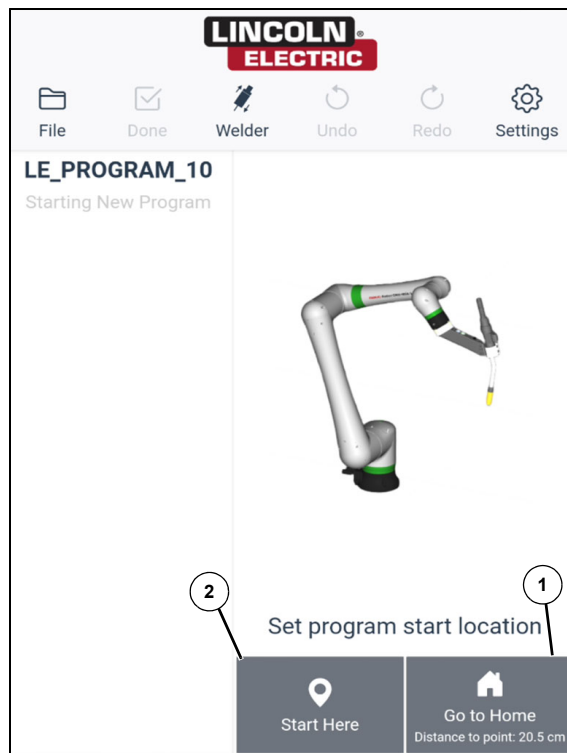 LINCOLN ®
ELECTRIC
File Done Welder Undo Redo Settings
LE_PROGRAM_10
Starting New Program
2
1
Set program start location
Start Here
Go to Home
Distance to point: 20.5 cm